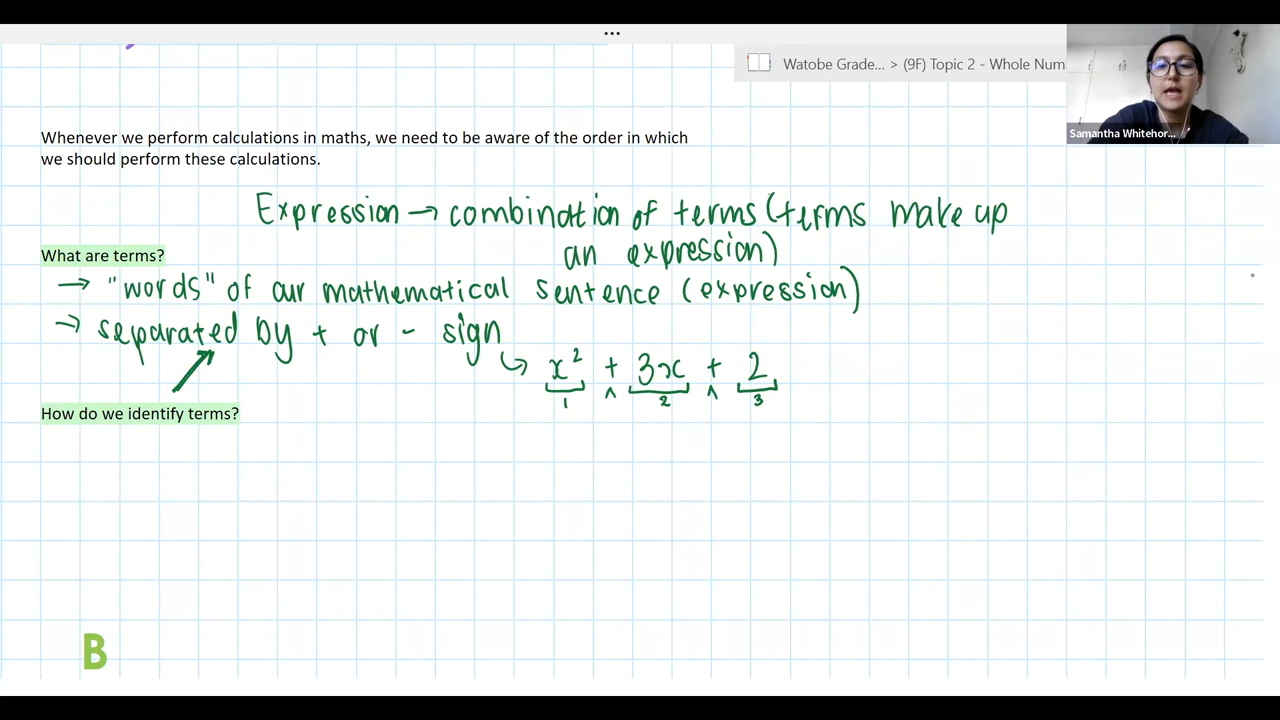 ...
Watobe Grade... > (9F) Topic 2 - Whole Num
Samantha Whitehor...
Whenever we perform calculations in maths, we need to be aware of the order in which
we should perform these calculations.
Expression → combination of terms (terms make up
an expression)
What are terms?
→ "words" of our mathematical sentence (expression)
→ separated by + or - sign
↳ x² + 3x + 2
1 ^ 2 ^ 3
How do we identify terms?
B